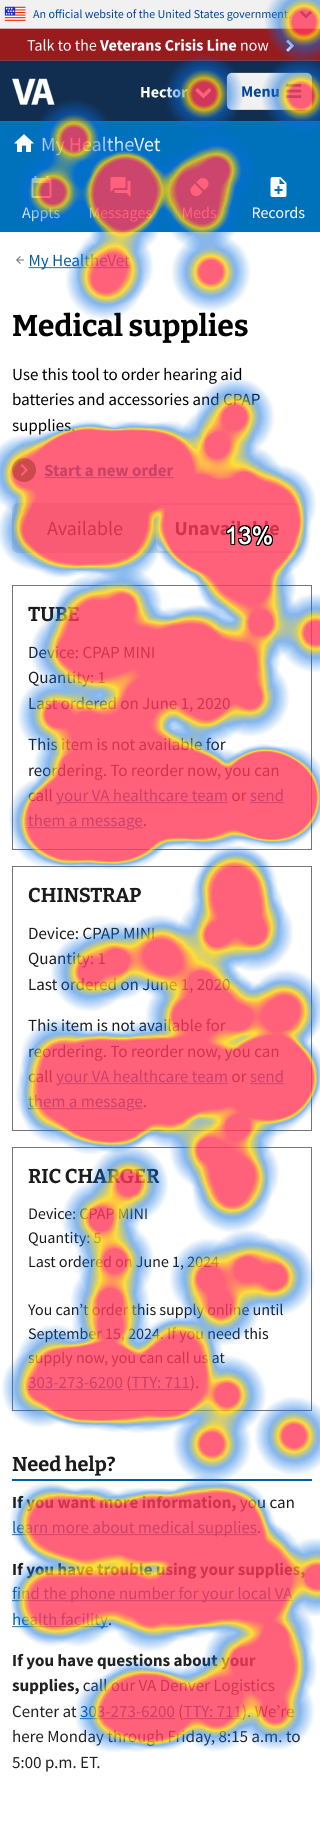 An official website of the United States government.
Talk to the Veterans Crisis Line now
VA
Hector
Menu
My HealtheVet
Appts
Messages
Meds
Records
My HealtheVet
Medical supplies
Use this tool to order hearing aid
batteries and accessories and CPAP
supplies.
Start a new order
Available
Unavailable
13%
TUBE
Device: CPAP MINI
Quantity: 1
Last ordered on June 1, 2020
This item is not available for
reordering. To reorder now, you can
call your VA healthcare team or send
them a message.
CHINSTRAP
Device: CPAP MINI
Quantity: 1
Last ordered on June 1, 2020
This item is not available for
reordering. To reorder now, you can
call your VA healthcare team or send
them a message.
RIC CHARGER
Device: CPAP MINI
Quantity: 5
Last ordered on June 1, 2024
You can't order this supply online until
September 15, 2024. If you need this
supply now, you can call us at
303-273-6200 (TTY: 711).
Need help?
If you want more information, you can
learn more about medical supplies.
If you have trouble using your supplies,
find the phone number for your local VA
health facility.
If you have questions about your
supplies, call our VA Denver Logistics
Center at 303-273-6200 (TTY: 711). We're
here Monday through Friday, 8:15 a.m. to
5:00 p.m. ET.